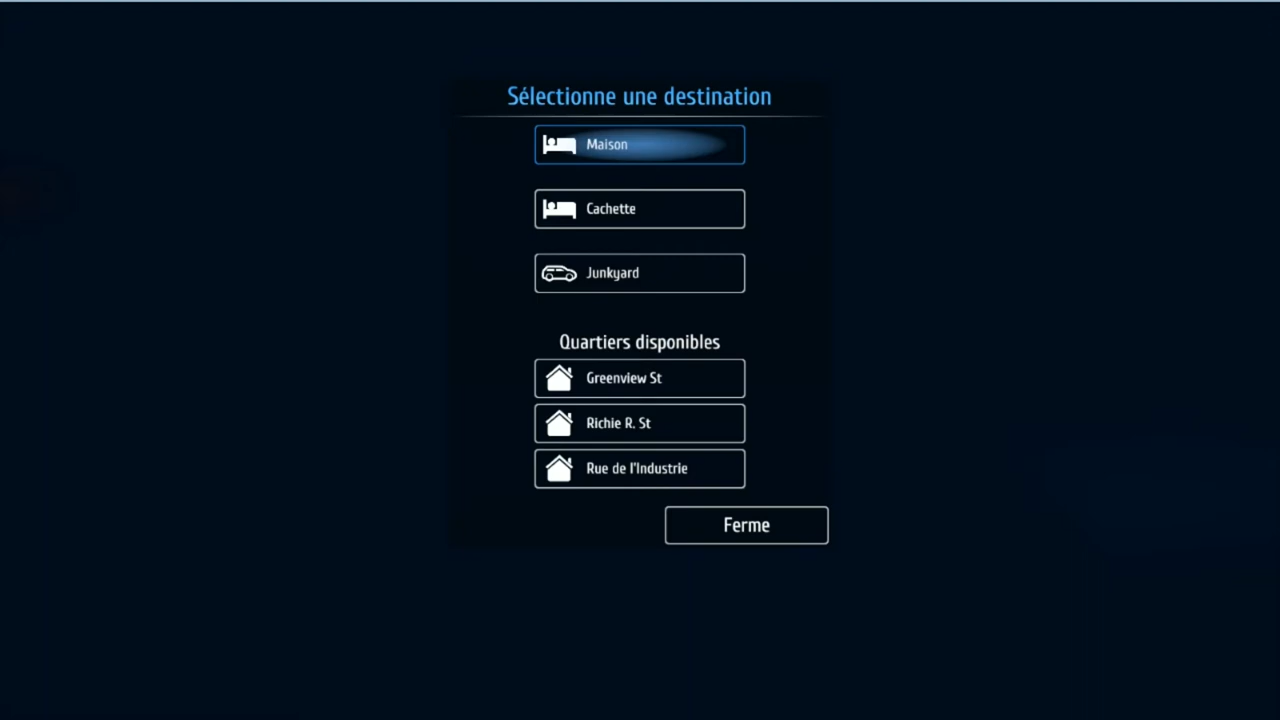 Sélectionne une destination
Maison
Cachette
Junkyard
Quartiers disponibles
Greenview St
Richie R. St
Rue de l'Industrie
Ferme